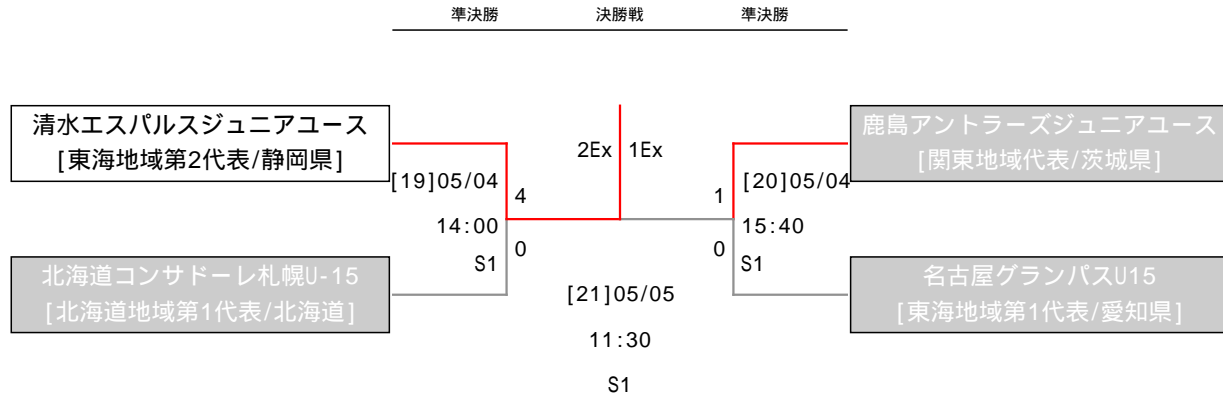 準決勝 決勝戦 準決勝
清水エスパルスジュニアユース
[東海地域第2代表/静岡県]
鹿島アントラーズジュニアユース
[関東地域代表/茨城県]
2Ex 1Ex
[19]05/04
4
1
[20]05/04
14:00
15:40
S1
0
0
S1
北海道コンサドーレ札幌U-15
[北海道地域第1代表/北海道]
名古屋グランパスU15
[東海地域第1代表/愛知県]
[21]05/05
11:30
S1